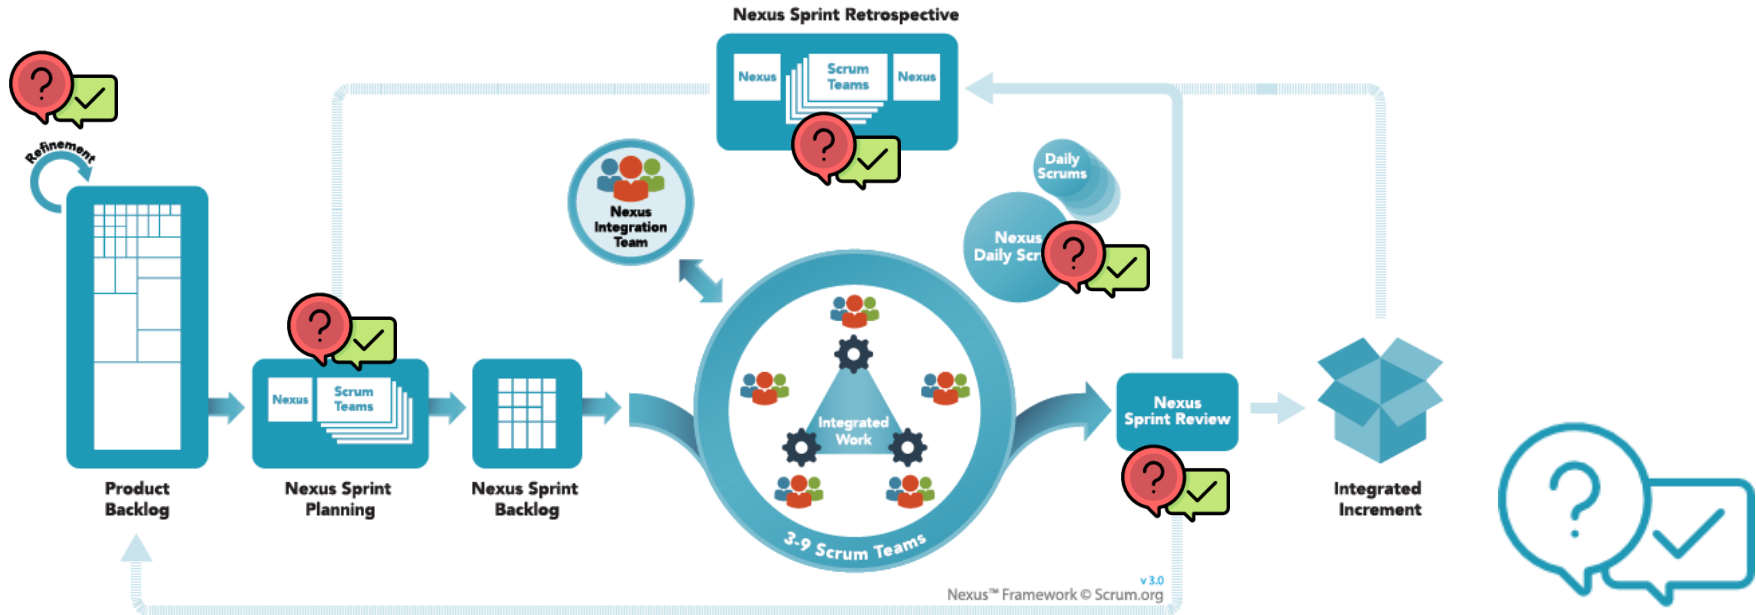 Nexus Sprint Retrospective
Nexus
Scrum
Teams
Nexus
Refinement
Daily
Scrums
Nexus
Integration
Team
Nexus
Daily
Nexus
Scrum
Teams
Integrated
Work
Nexus
Sprint Review
3-9 Scrum Teams
Product
Backlog
Nexus Sprint
Planning
Nexus Sprint
Backlog
Integrated
Increment
v 3.0
Nexus™ Framework © Scrum.org